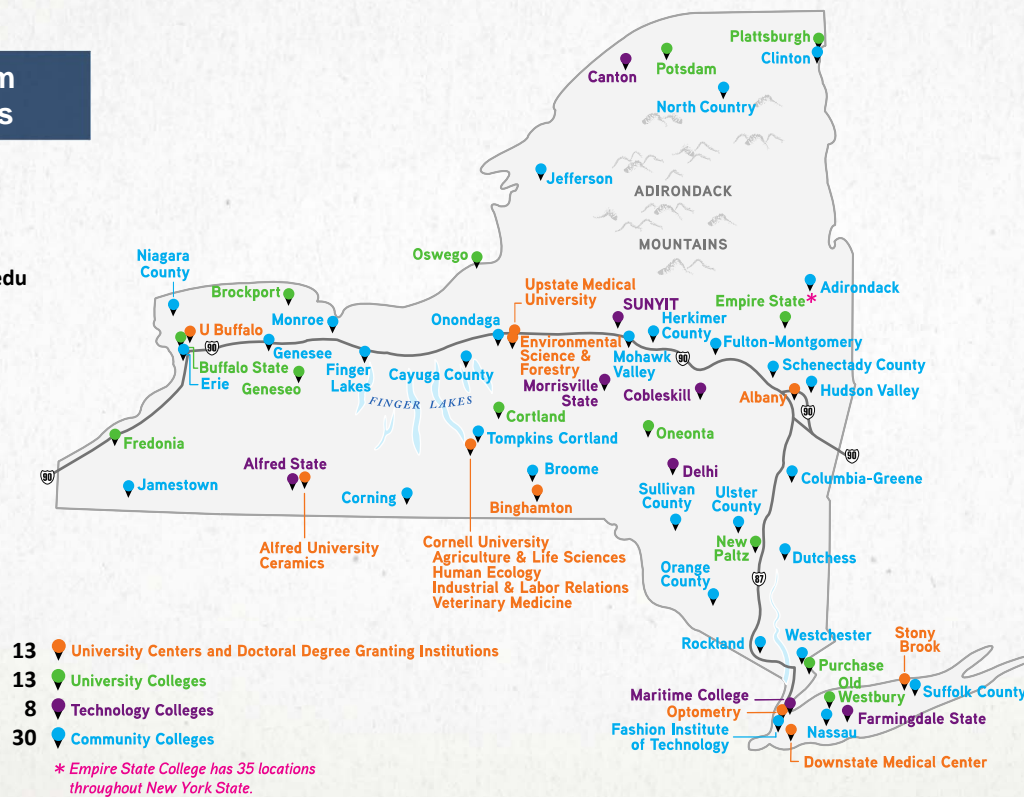 m
s
edu
Plattsburgh
Clinton
Canton
Potsdam
North Country
Jefferson
ADIRONDACK
MOUNTAINS
Niagara
County
Oswego
Brockport
Monroe
U Buffalo
90
Genesee
Buffalo State
Erie
Geneseo
Finger
Lakes
Cayuga County
FINGER LAKES
Onondaga
Upstate Medical
University
Environmental
Science &
Forestry
SUNYIT
Herkimer
County
Mohawk
Valley
90
Morrisville
State
Cobleskill
Empire State*
Adirondack
Fulton-Montgomery
Schenectady County
Hudson Valley
Albany
90
90
Cortland
Tompkins Cortland
Oneonta
Fredonia
90
Jamestown
Alfred State
Corning
Broome
Binghamton
Delhi
Columbia-Greene
Sullivan
County
Ulster
County
New
Paltz
Dutchess
Orange
County
87
Alfred University
Ceramics
Cornell University
Agriculture & Life Sciences
Human Ecology
Industrial & Labor Relations
Veterinary Medicine
Rockland
Westchester
Purchase
Old
Westbury
Stony
Brook
Suffolk County
Maritime College
Optometry
Fashion Institute
of Technology
Nassau
Farmingdale State
Downstate Medical Center
13 University Centers and Doctoral Degree Granting Institutions
13 University Colleges
8 Technology Colleges
30 Community Colleges
* Empire State College has 35 locations
throughout New York State.